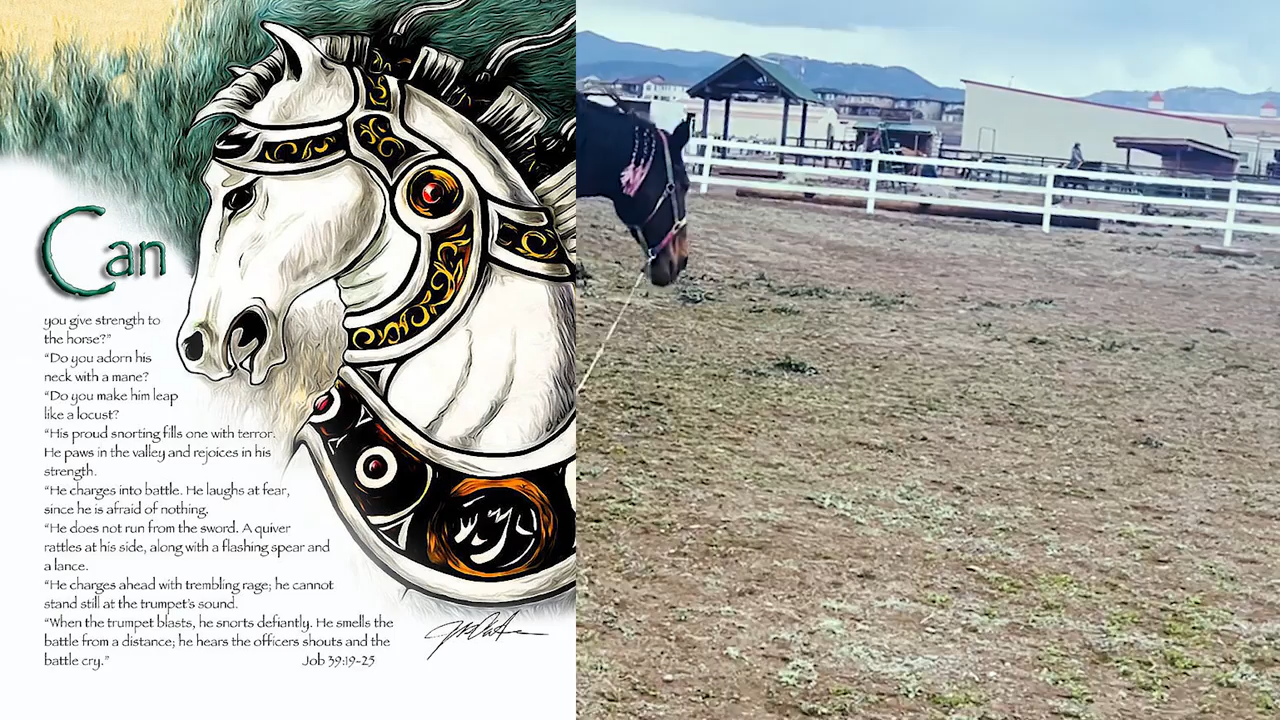 Can
you give strength to
the horse?"
"Do you adorn his
neck with a mane?
"Do you make him leap
like a locust?
"His proud snorting fills one with terror.
He paws in the valley and rejoices in his
strength.
"He charges into battle. He laughs at fear,
since he is afraid of nothing.
"He does not run from the sword. A quiver
rattles at his side, along with a flashing spear and
a lance.
"He charges ahead with trembling rage; he cannot
stand still at the trumpet's sound.
"When the trumpet blasts, he snorts defiantly. He smells the
battle from a distance; he hears the officers shouts and the
battle cry."
Job 39:19-25